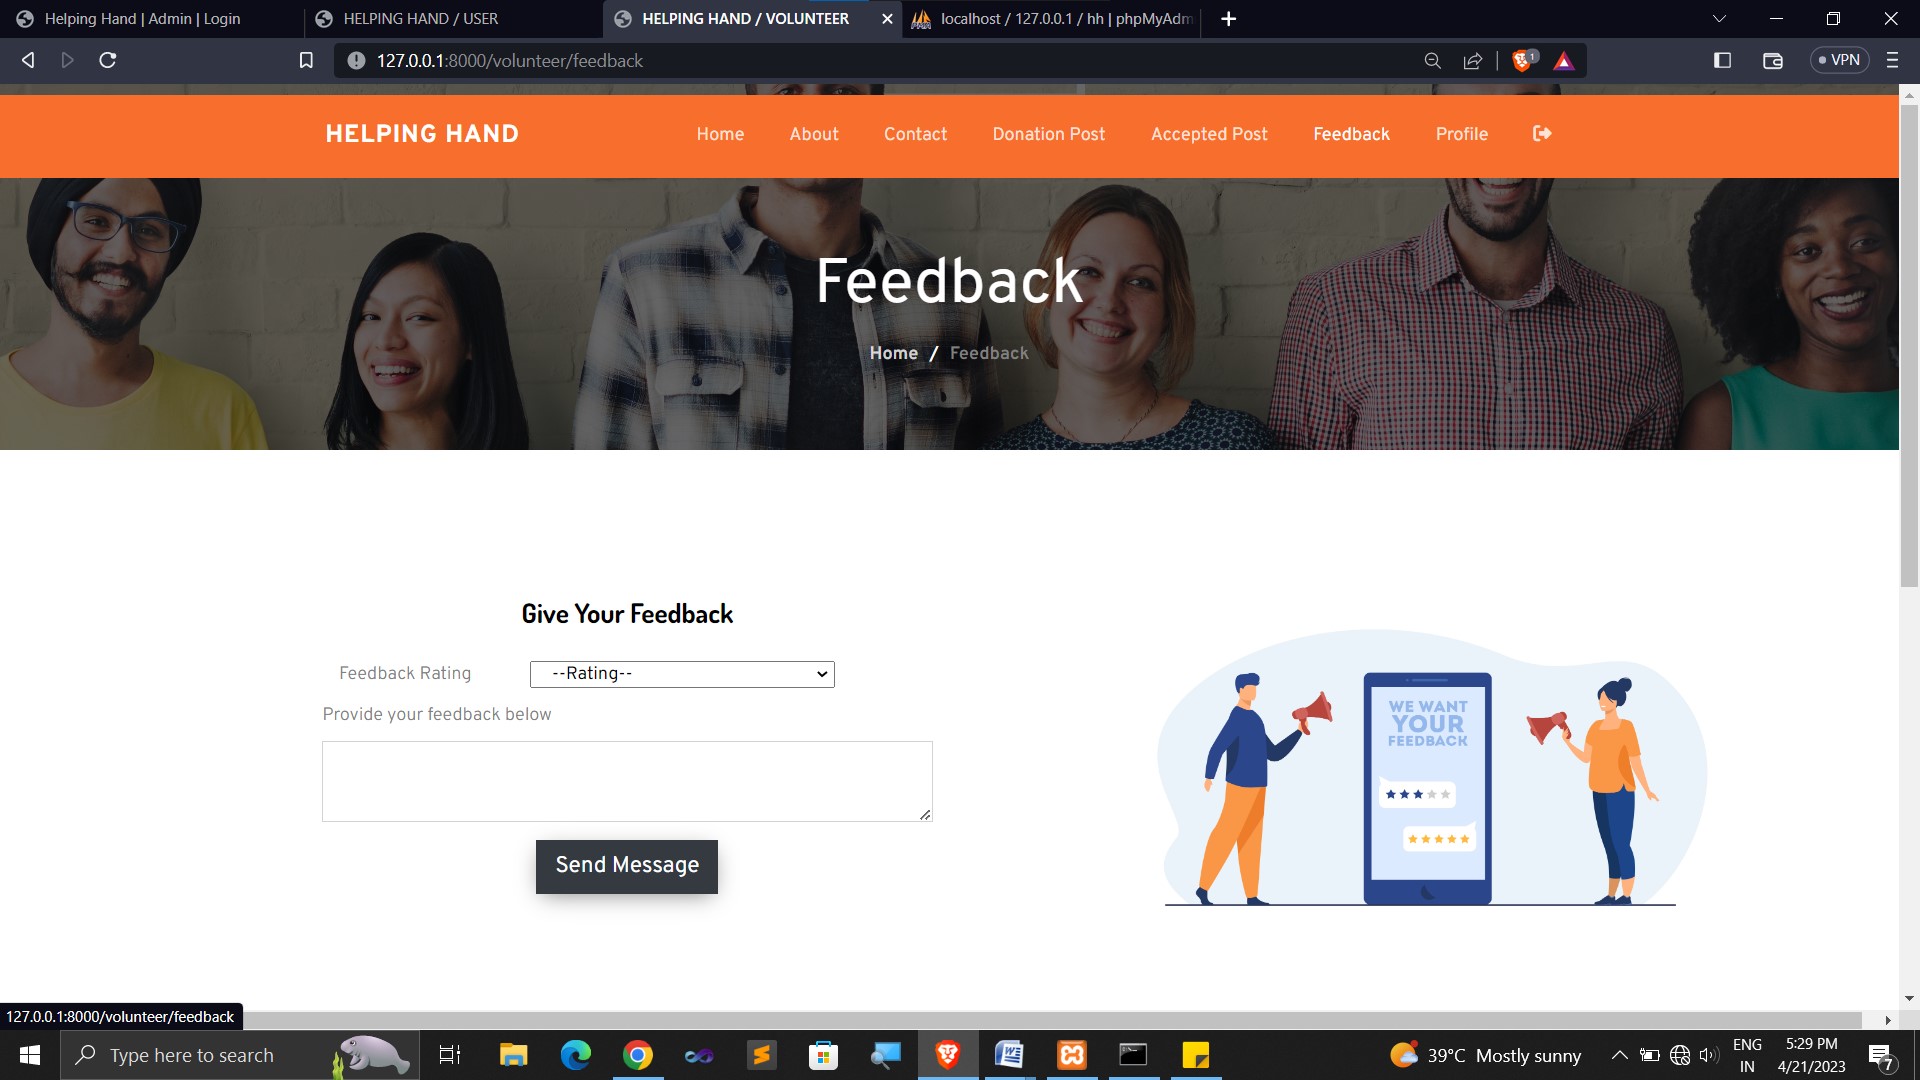 Helping Hand | Admin | Login
HELPING HAND / USER
HELPING HAND / VOLUNTEER
localhost / 127.0.0.1 / hh | phpMyAdm
127.0.0.1:8000/volunteer/feedback
1
VPN
HELPING HAND
Home
About
Contact
Donation Post
Accepted Post
Feedback
Profile
Feedback
Home / Feedback
Give Your Feedback
Feedback Rating
--Rating--
Provide your feedback below
Send Message
WE WANT
YOUR
FEEDBACK
127.0.0.1:8000/volunteer/feedback
Type here to search
39°C Mostly sunny
ENG
IN
5:29 PM
4/21/2023
7